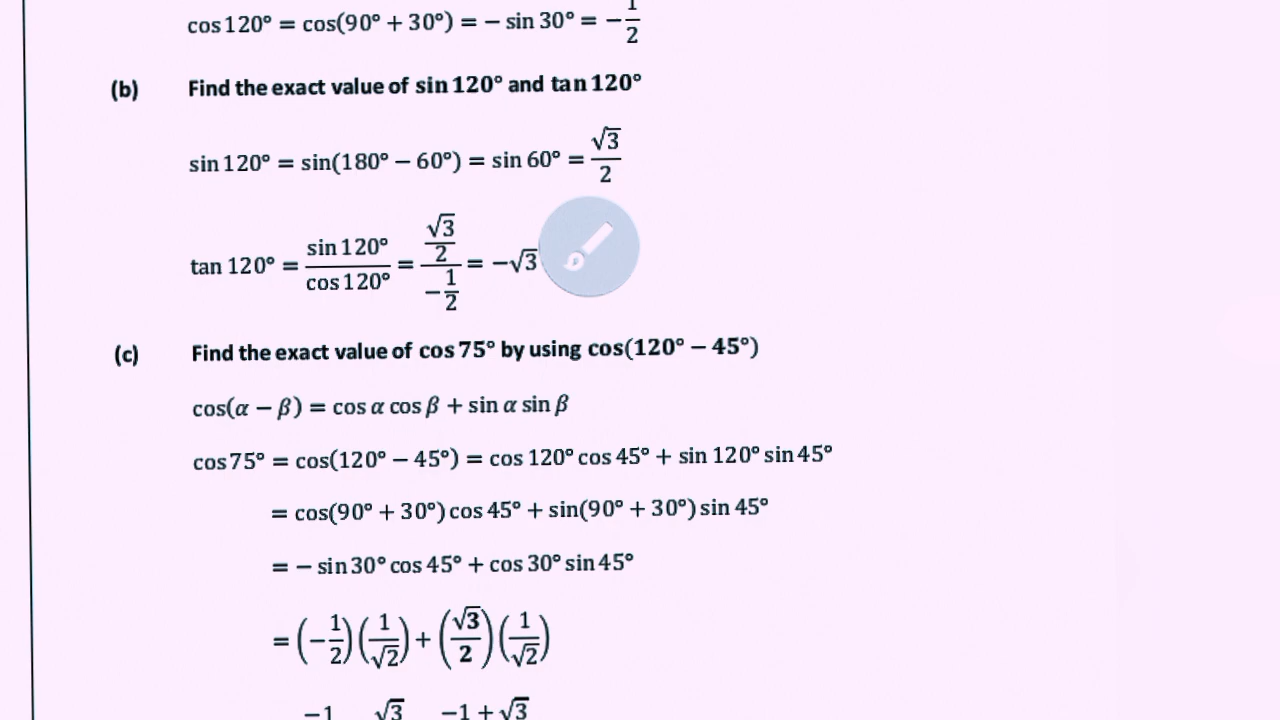 cos 120° = cos(90° + 30°) = − sin 30° = −1/2
(b) Find the exact value of sin 120° and tan 120°
sin 120° = sin(180° − 60°) = sin 60° = √3/2
tan 120° = sin 120°/cos 120° = (√3/2)/(−1/2) = −√3
(c) Find the exact value of cos 75° by using cos(120° − 45°)
cos(α − β) = cos α cos β + sin α sin β
cos 75° = cos(120° − 45°) = cos 120° cos 45° + sin 120° sin 45°
= cos(90° + 30°) cos 45° + sin(90° + 30°) sin 45°
= − sin 30° cos 45° + cos 30° sin 45°
= (−1/2)(1/√2) + (√3/2)(1/√2)
−1 √3 −1 + √3